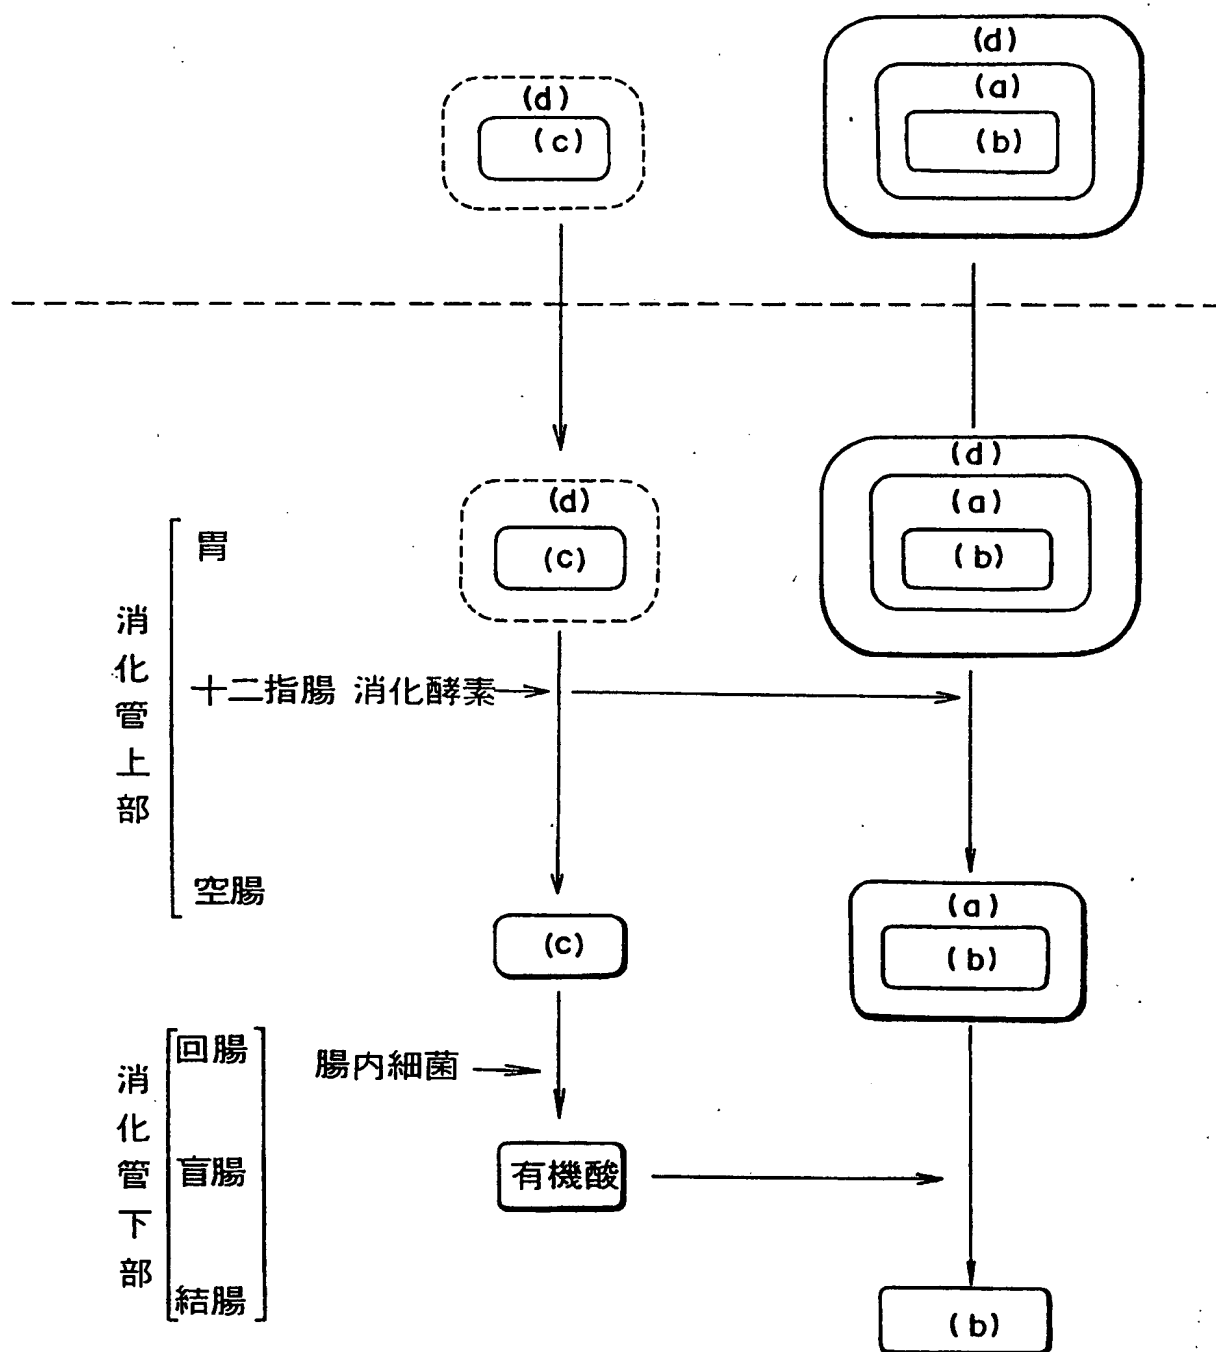 (d)
(a)
(b)
(d)
(c)
(d)
(a)
(b)
(d)
(c)
消化管上部
胃
十二指腸 消化酵素
空腸
(a)
(b)
(c)
消化管下部
回腸
盲腸
結腸
腸内細菌
有機酸
(b)